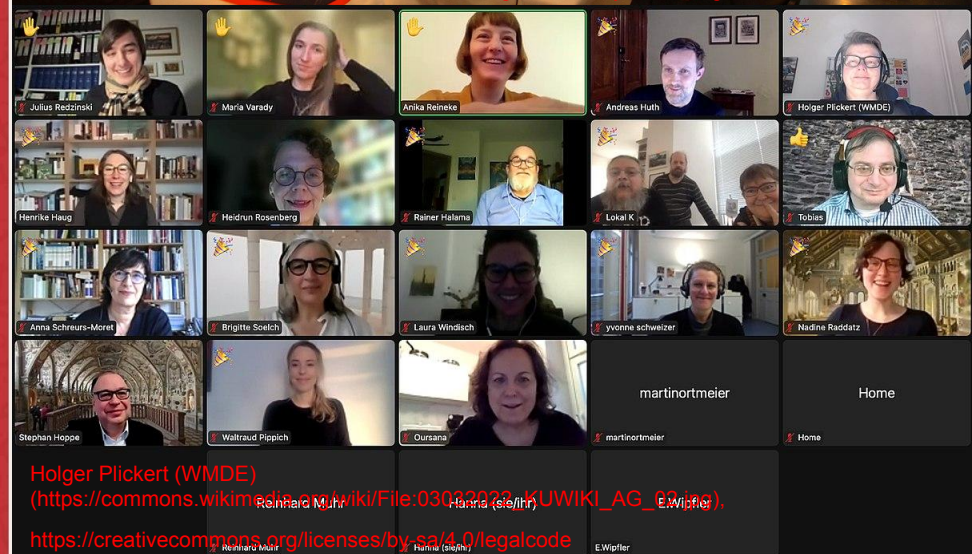 Julius Redzinski
Maria Varady
Anika Reineke
Andreas Huth
Holger Plickert (WMDE)
Henrike Haug
Heidrun Rosenberg
Rainer Halama
Lokal K
Tobias
Anna Schreurs-Moret
Brigitte Soelch
Laura Windisch
yvonne schweizer
Nadine Raddatz
Stephan Hoppe
Waltraud Pippich
Oursana
martinortmeier
martinortmeier
Home
Home
Holger Plickert (WMDE)
(https://commons.wikimedia.org/wiki/File:03032022_KUWIKI_AG_02.jpg),
Reinhard Muhr
Hanna (sie/ihr)
E.Wipfler
https://creativecommons.org/licenses/by-sa/4.0/legalcode
Reinhard Muhr
Hanna (sie/ihr)
E.Wipfler